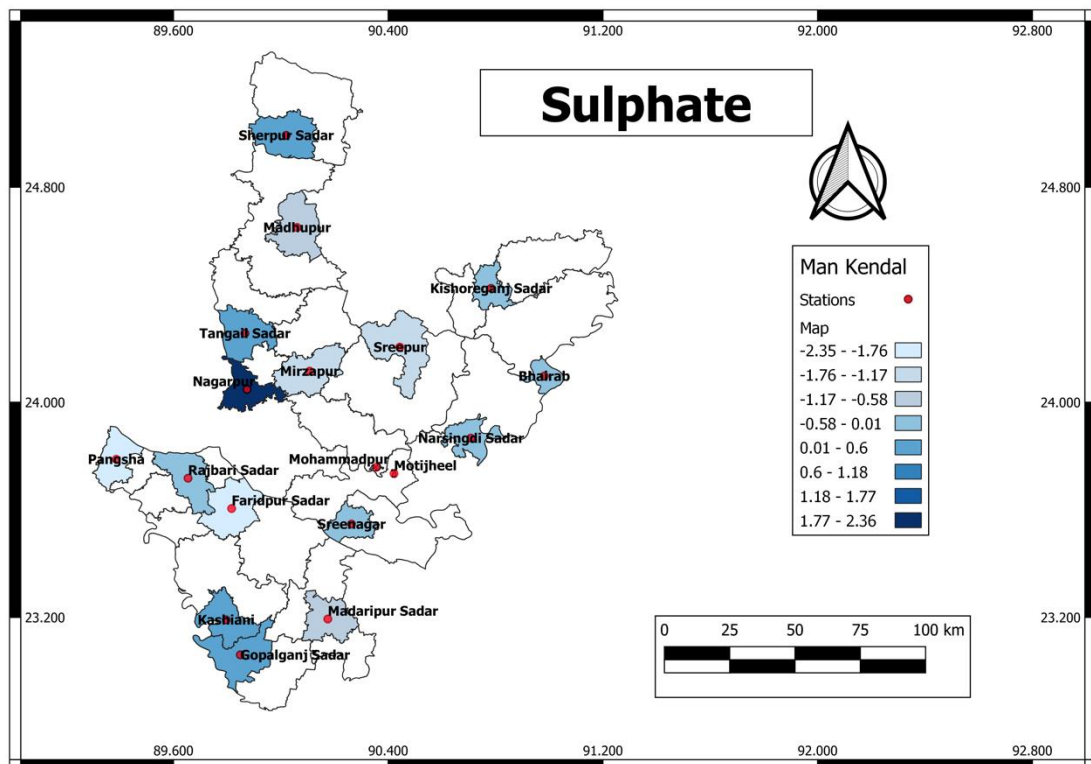 89.600 90.400 91.200 92.000 92.800
Sulphate
Sherpur Sadar
24.800 24.800
Madhupur
Man Kendal
Kishoreganj Sadar
Stations
Map
Tangail Sadar
Sreepur
-2.35 - -1.76
Mirzapur
-1.76 - -1.17
Nagarpur
Bhairab
-1.17 - -0.58
24.000 24.000
-0.58 - 0.01
Narsingdi Sadar
0.01 - 0.6
Pangsha
Mohammadpur
Motijheel
Rajbari Sadar
0.6 - 1.18
1.18 - 1.77
Faridpur Sadar
1.77 - 2.36
Sreenagar
Kashiani
Madaripur Sadar
23.200 23.200
0 25 50 75 100 km
Gopalganj Sadar
89.600 90.400 91.200 92.000 92.800